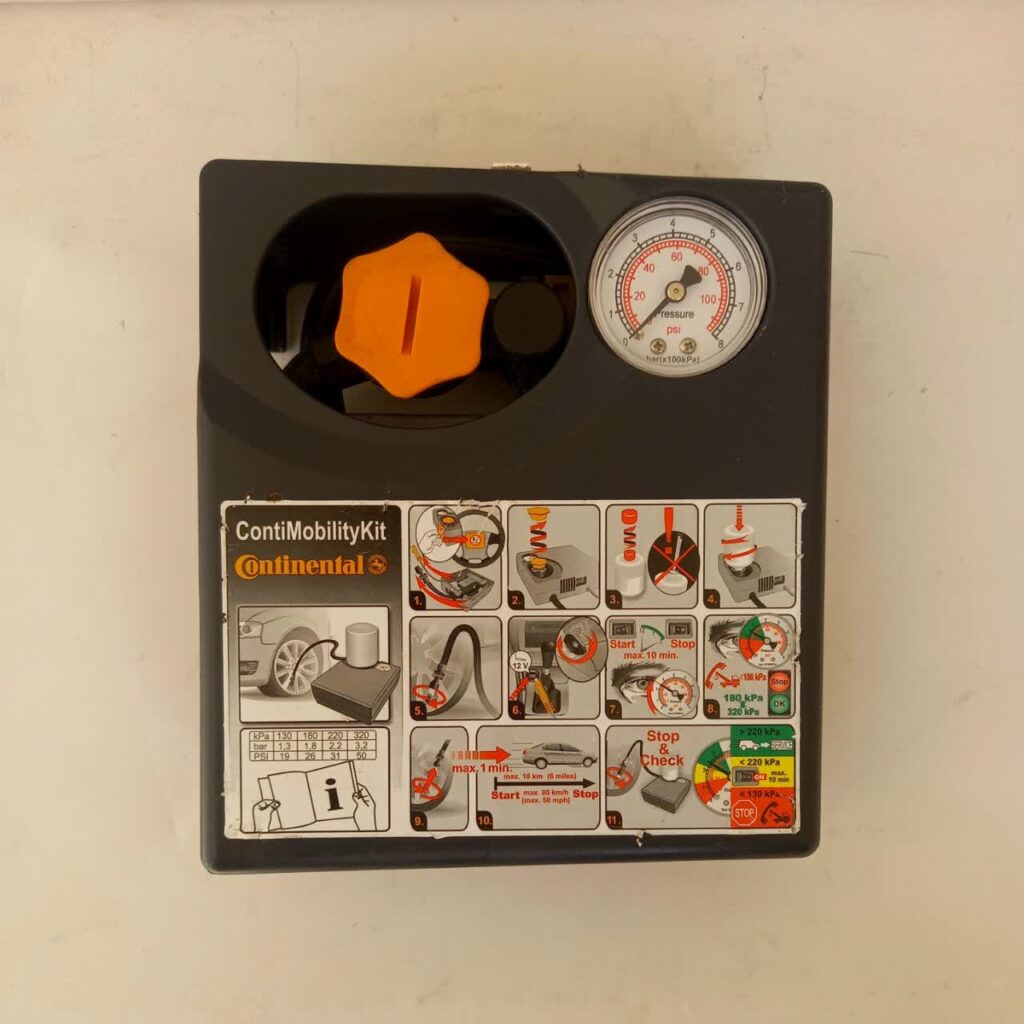 1 2 3 4 5 6 7 8
0
20 40 60 80 100
Pressure
psi
bar(x100kPa)
ContiMobilityKit
Continental
1.
2.
3.
4.
5.
12 V
6.
Start Stop
max.10 min.
7.
<180 kPa
Stop
180 kPa
320 kPa
OK
8.
kPa 130 180 220 320
bar 1,3 1,8 2,2 3,2
PSI 19 26 31 50
i
max.1 min.
9.
max. 10 km (6 miles)
Start max. 80 km/h Stop
(max. 50 mph)
10.
Stop
&
Check
> 220 kPa
SERVICE
< 220 kPa
ON
max.
10 min
< 130 kPa
STOP
11.